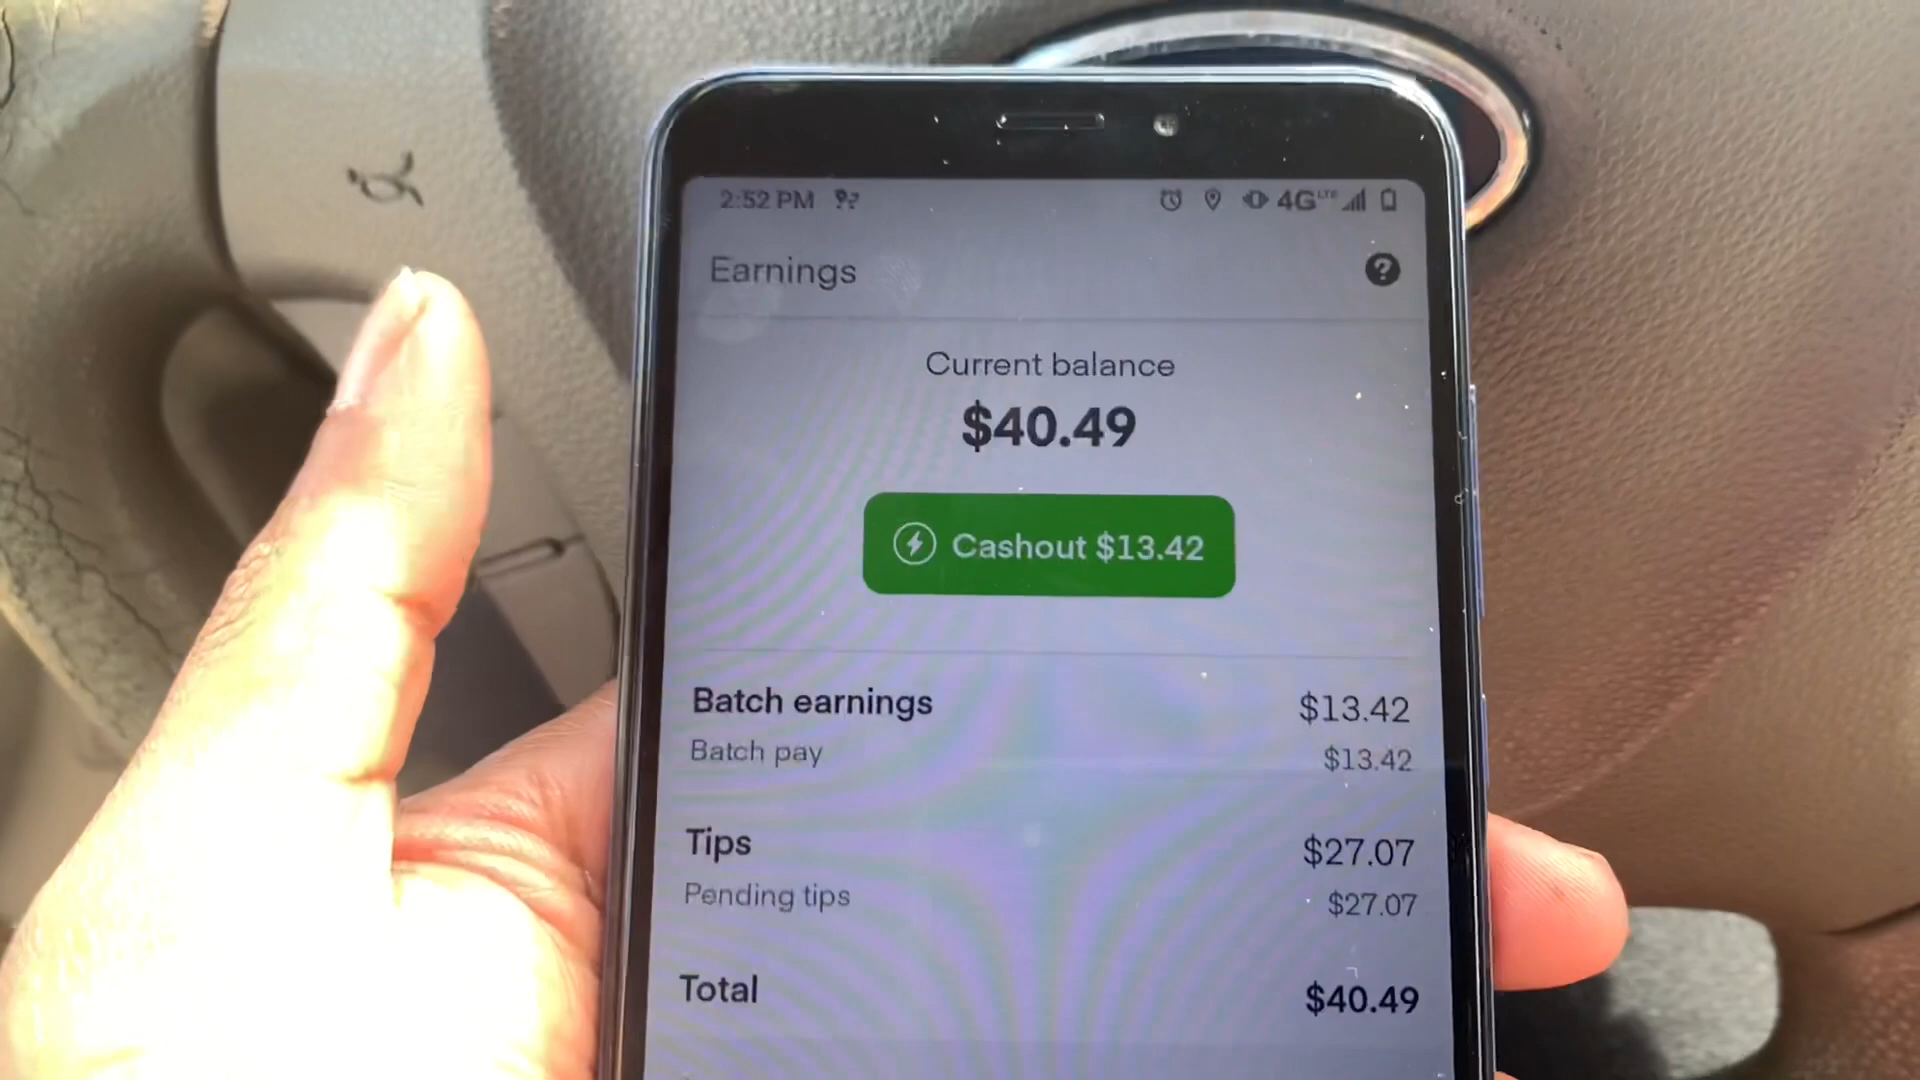 2:52 PM
4G LTE
Earnings
?
Current balance
$40.49
Cashout $13.42
Batch earnings $13.42
Batch pay $13.42
Tips $27.07
Pending tips $27.07
Total $40.49